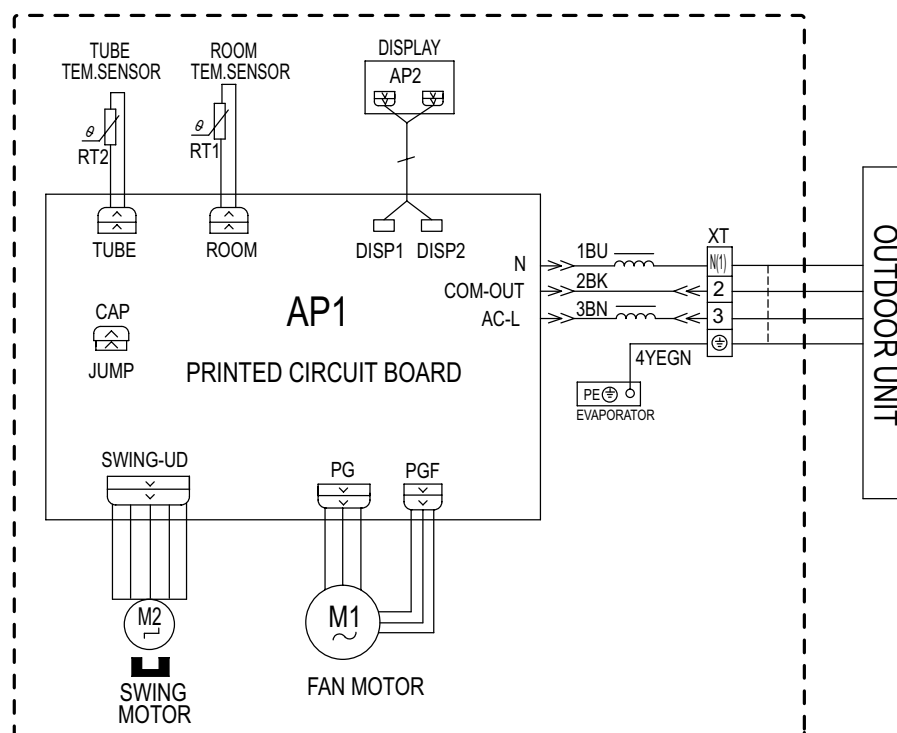 TUBE
TEM.SENSOR
ROOM
TEM.SENSOR
DISPLAY
AP2
θ
RT2
θ
RT1
TUBE
ROOM
DISP1
DISP2
N
COM-OUT
AC-L
1BU
2BK
3BN
4YEGN
XT
N(1)
2
3
PE
EVAPORATOR
OUTDOOR UNIT
CAP
JUMP
AP1
PRINTED CIRCUIT BOARD
SWING-UD
PG
PGF
M2
M1
SWING
MOTOR
FAN MOTOR